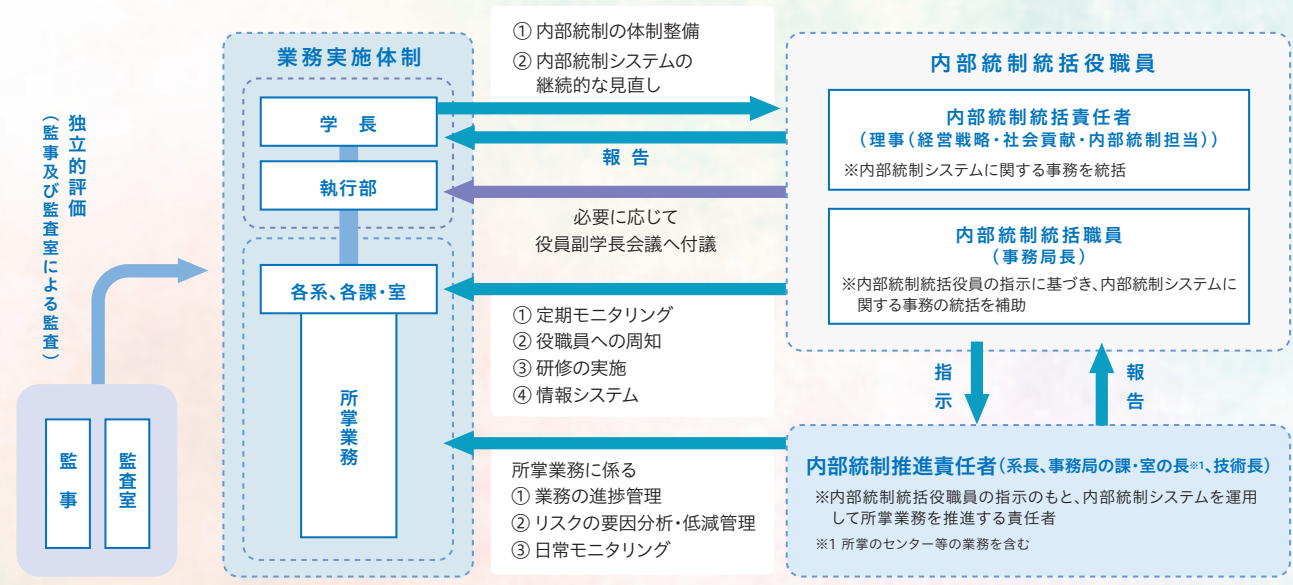 独立的評価
（監事及び監査室による監査）
監事
監査室
業務実施体制
学 長
執行部
各系、各課・室
所掌業務
① 内部統制の体制整備
② 内部統制システムの
継続的な見直し
報 告
必要に応じて
役員副学長会議へ付議
① 定期モニタリング
② 役職員への周知
③ 研修の実施
④ 情報システム
所掌業務に係る
① 業務の進捗管理
② リスクの要因分析・低減管理
③ 日常モニタリング
内部統制統括役職員
内部統制統括責任者
（理事（経営戦略・社会貢献・内部統制担当））
※内部統制システムに関する事務を統括
内部統制統括職員
（事務局長）
※内部統制統括役員の指示に基づき、内部統制システムに
関する事務の統括を補助
指示
報告
内部統制推進責任者（系長、事務局の課・室の長※1、技術長）
※内部統制統括役職員の指示のもと、内部統制システムを運用
して所掌業務を推進する責任者
※1 所掌のセンター等の業務を含む